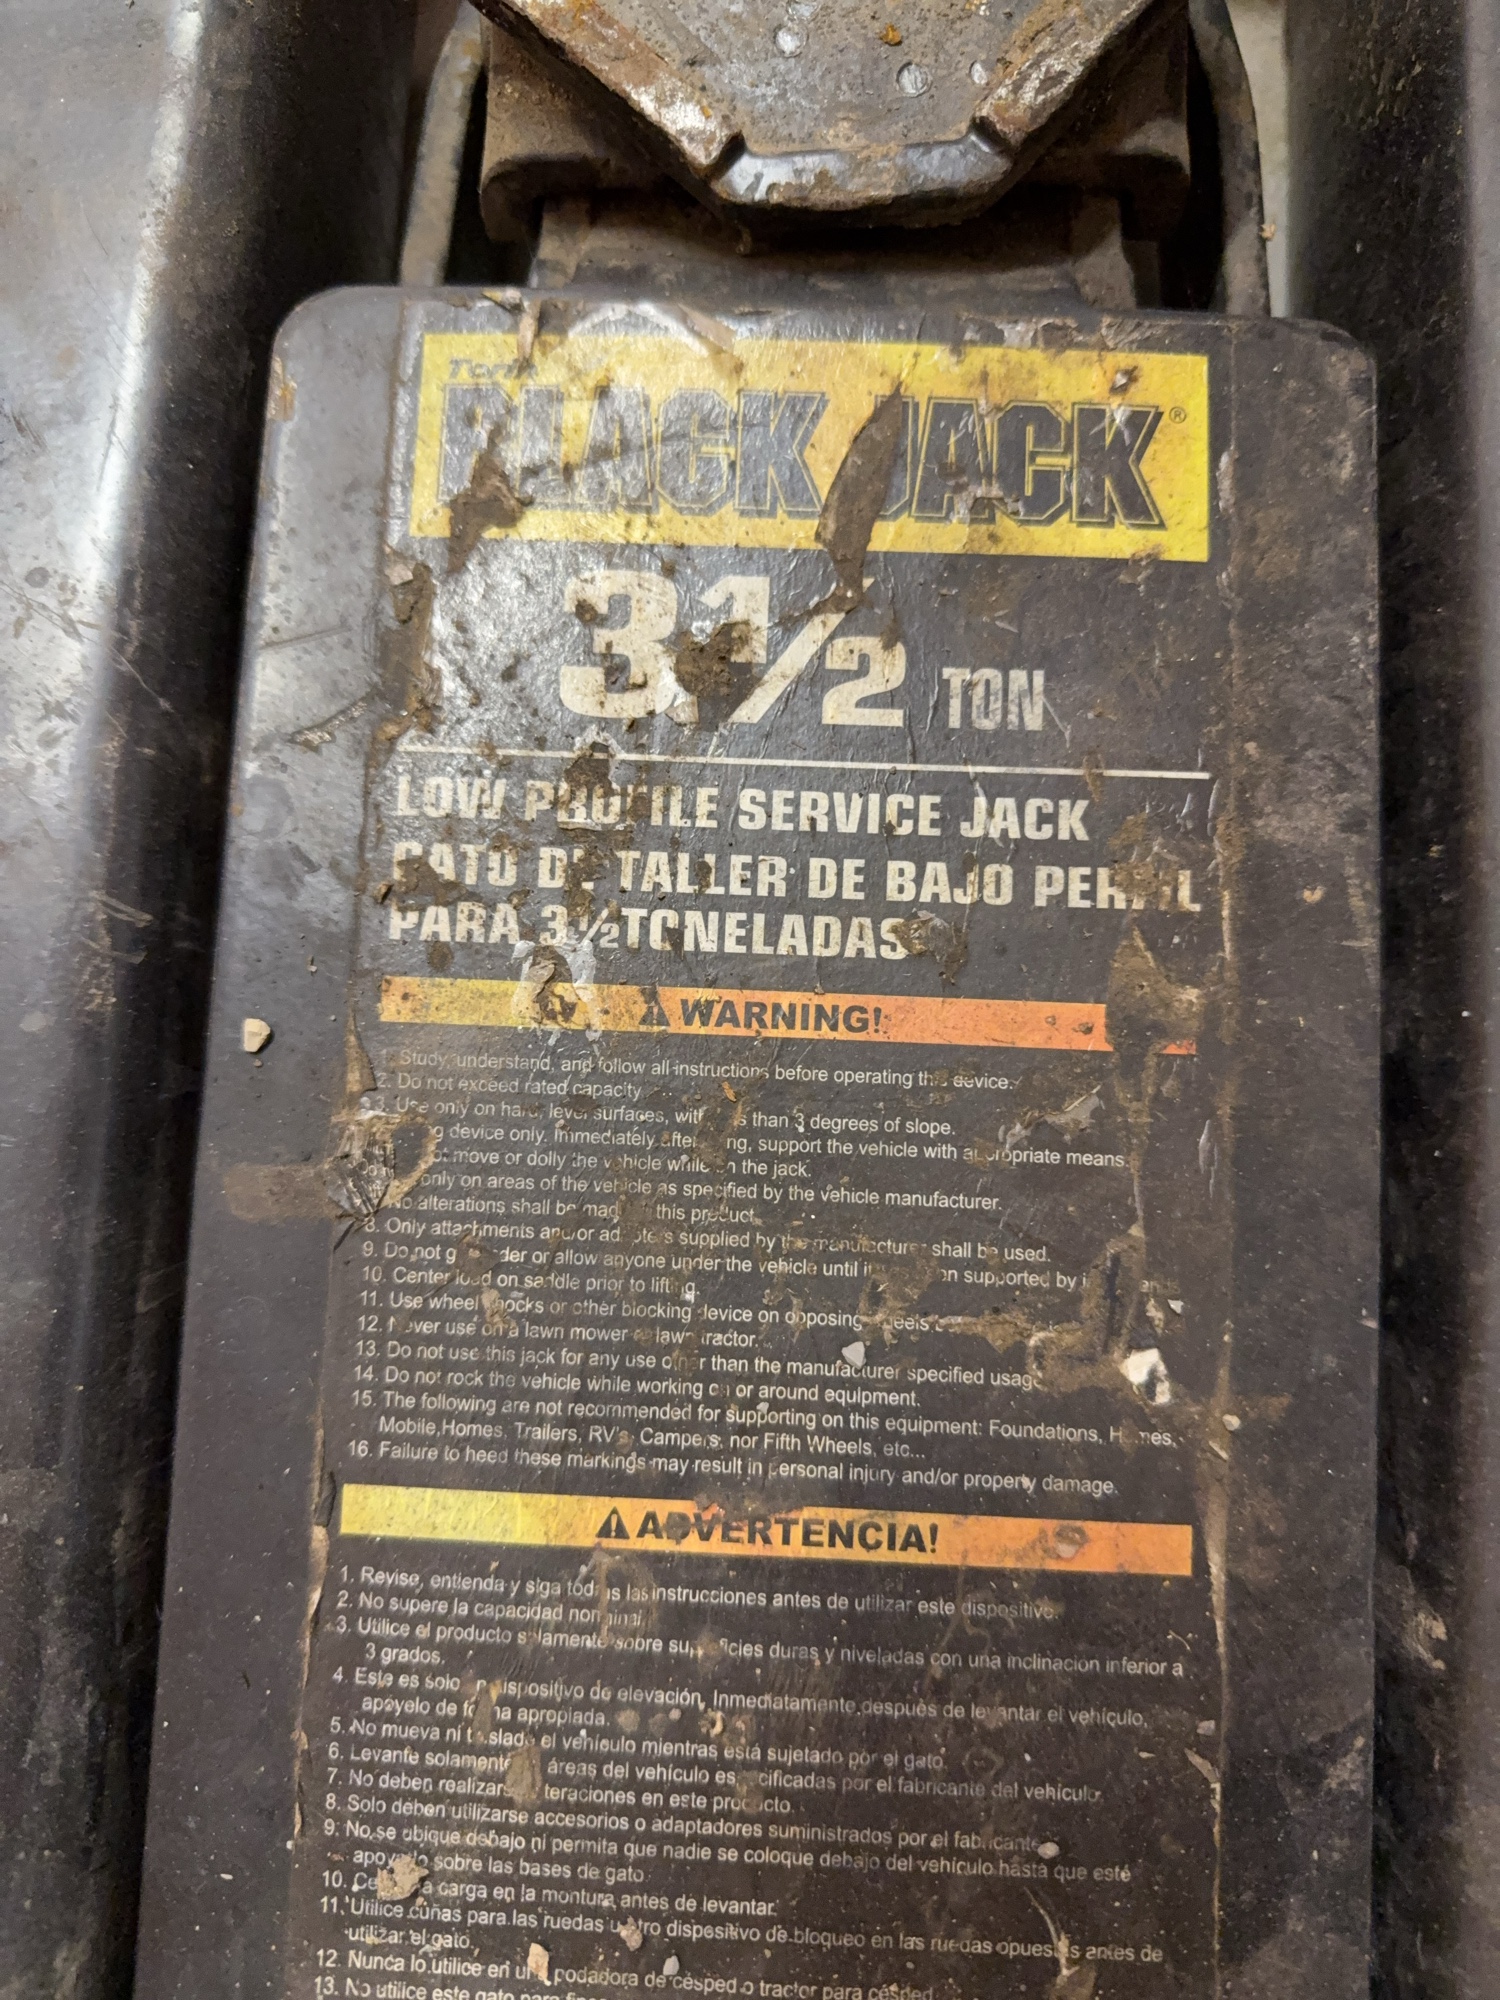 Torin
BLACK JACK®
3 1/2 TON
LOW PROFILE SERVICE JACK
GATO DE TALLER DE BAJO PERFIL
PARA 3 1/2 TONELADAS
WARNING!
1. Study, understand, and follow all instructions before operating this device.
2. Do not exceed rated capacity
3. Use only on hard, level surfaces, with than 3 degrees of slope.
device only. Immediately after support the vehicle with appropriate means.
move or dolly the vehicle while on the jack.
only on areas of the vehicle as specified by the vehicle manufacturer.
No alterations shall be made this product.
8. Only attachments and/or adapters supplied by the manufacturer shall be used.
9. Do not or allow anyone under the vehicle until supported by
10. Center load on saddle prior to lifting.
11. Use wheel chocks or other blocking device on opposing wheels
12. Never use on a lawn mower or lawn tractor.
13. Do not use this jack for any use other than the manufacturer specified usage
14. Do not rock the vehicle while working on or around equipment.
15. The following are not recommended for supporting on this equipment: Foundations, Homes,
Mobile Homes, Trailers, RV's, Campers, nor Fifth Wheels, etc...
16. Failure to heed these markings may result in personal injury and/or property damage.
ADVERTENCIA!
1. Revise, entienda y siga todas las instrucciones antes de utilizar este dispositivo.
2. No supere la capacidad nominal
3. Utilice el producto solamente sobre superficies duras y niveladas con una inclinación inferior a
3 grados.
4. Este es solo un dispositivo de elevación. Inmediatamente después de levantar el vehículo,
apóyelo de forma apropiada.
5. No mueva ni traslade el vehículo mientras está sujetado por el gato.
6. Levante solamente áreas del vehículo especificadas por el fabricante del vehículo.
7. No deben realizarse alteraciones en este producto.
8. Solo deben utilizarse accesorios o adaptadores suministrados por el fabricante
9. No se ubique debajo ni permita que nadie se coloque debajo del vehículo hasta que esté
apoyado sobre las bases de gato.
10. Centre la carga en la montura antes de levantar.
11. Utilice cuñas para las ruedas u otro dispositivo de bloqueo en las ruedas opuestas antes de
utilizar el gato.
12. Nunca lo utilice en una podadora de césped o tractor para césped.
13. No utilice este gato para